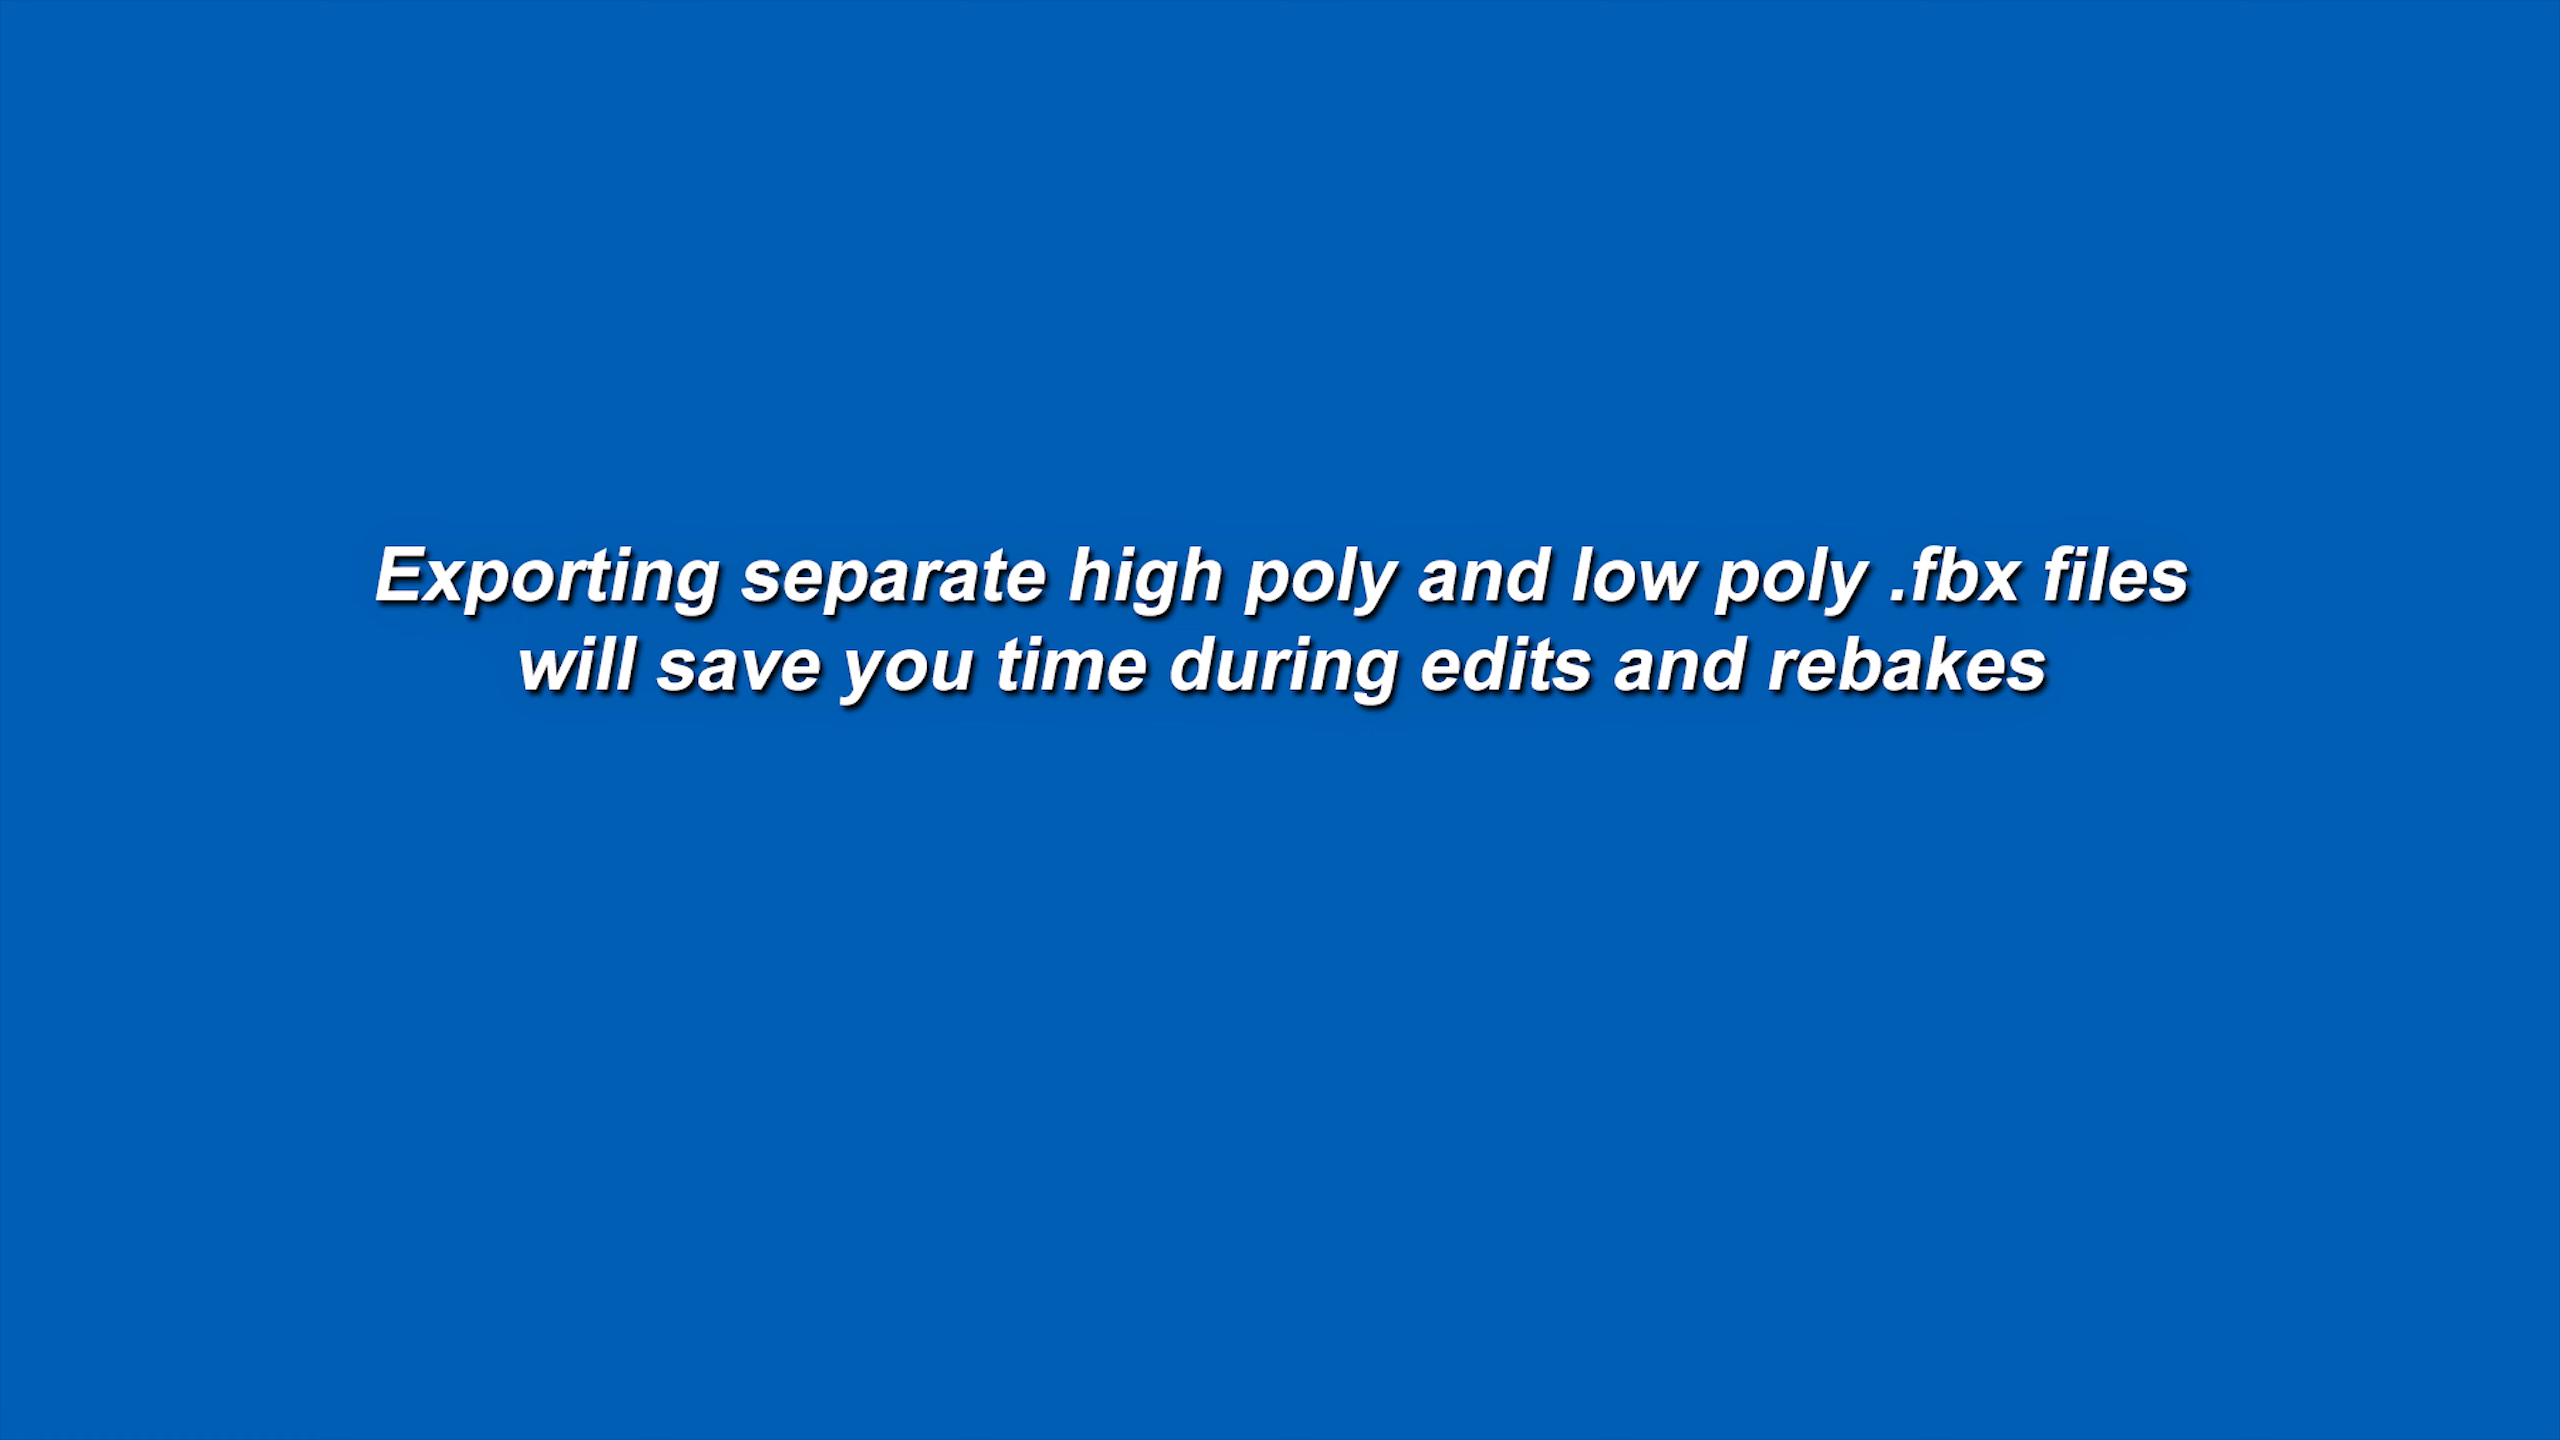 Exporting separate high poly and low poly .fbx files
will save you time during edits and rebakes